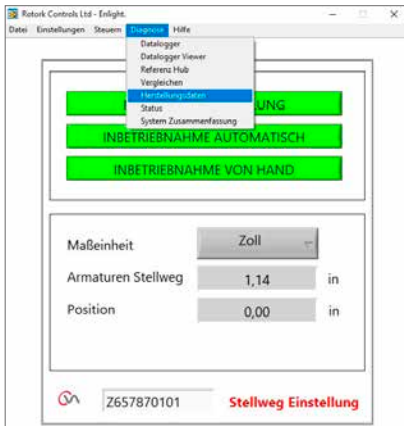 Rotork Controls Ltd - Enlight.
Datei Einstellungen Steuern Diagnose Hilfe
Datalogger
Datalogger Viewer
Referenz Hub
Vergleichen
Herstellungsdaten
Status
System Zusammenfassung
UNG
INBETRIEBNAHME AUTOMATISCH
INBETRIEBNAHME VON HAND
Maßeinheit Zoll
Armaturen Stellweg 1,14 in
Position 0,00 in
Z657870101 Stellweg Einstellung